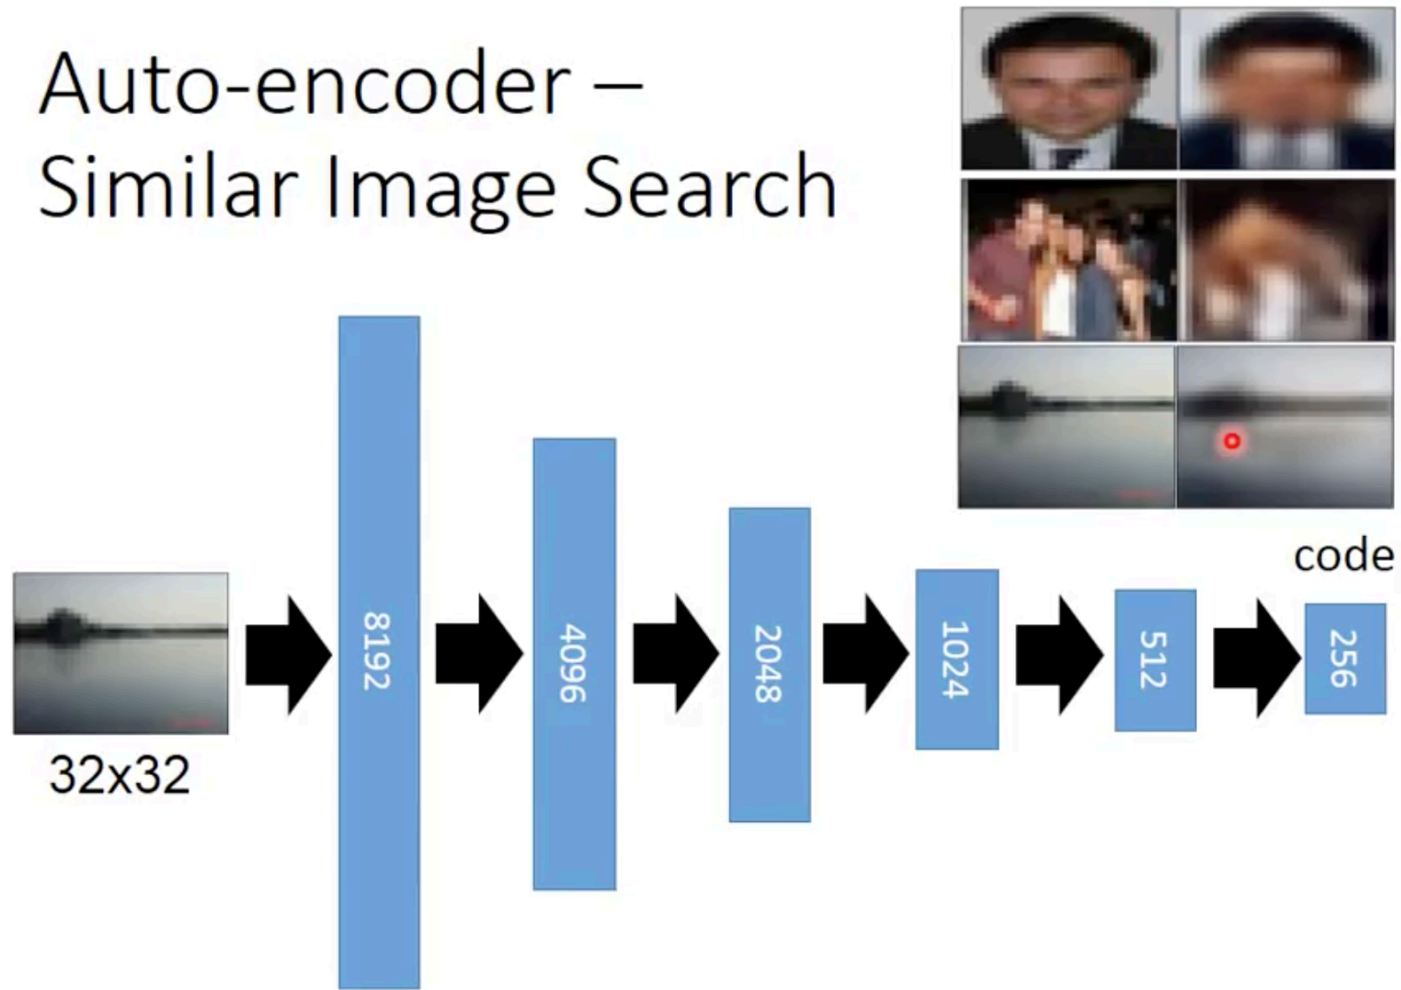 Auto-encoder –
Similar Image Search
code
8192
4096
2048
1024
512
256
32x32